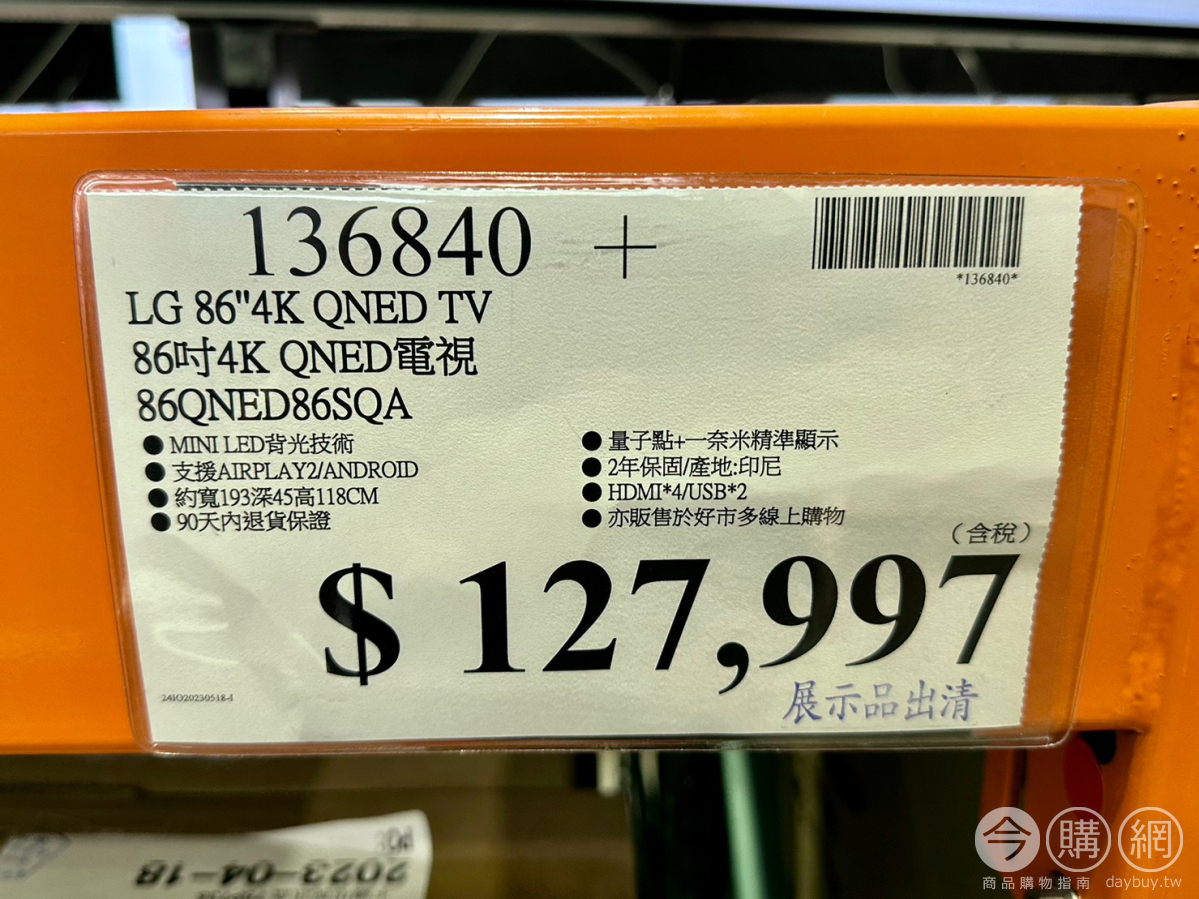 136840 +
*136840*
LG 86"4K QNED TV
86吋4K QNED電視
86QNED86SQA
●MINI LED背光技術
●支援AIRPLAY2/ANDROID
●約寬193深45高118CM
●90天內退貨保證
●量子點+一奈米精準顯示
●2年保固/產地:印尼
●HDMI*4/USB*2
●亦販售於好市多線上購物
（含稅）
$ 127,997
展示品出清
2023-04-18
今購網
商品購物指南 daybuy.tw